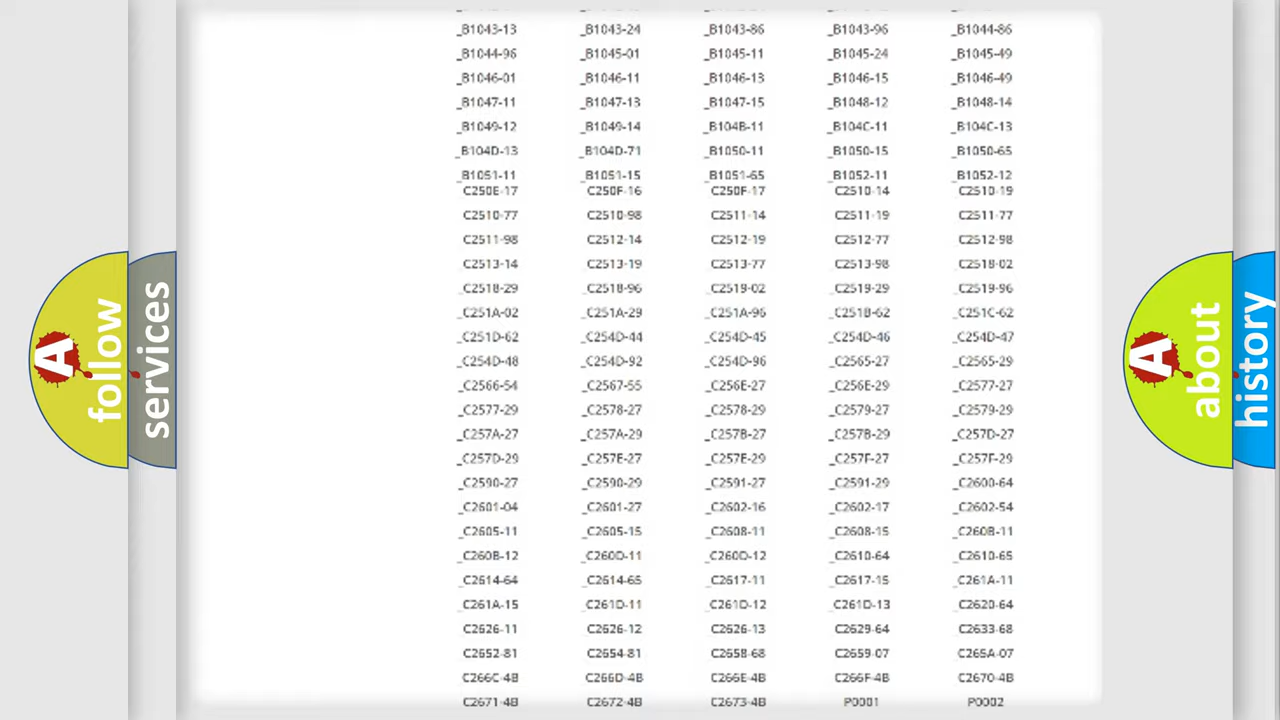 _B1043-13 _B1043-24 _B1043-86 _B1043-96 _B1044-86
_B1044-96 _B1045-01 _B1045-11 _B1045-24 _B1045-49
_B1046-01 _B1046-11 _B1046-13 _B1046-15 _B1046-49
_B1047-11 _B1047-13 _B1047-15 _B1048-12 _B1048-14
_B1049-12 _B1049-14 _B104B-11 _B104C-11 _B104C-13
_B104D-13 _B104D-71 _B1050-11 _B1050-15 _B1050-65
_B1051-11 _B1051-15 _B1051-65 _B1052-11 _B1052-12
C250E-17 C250F-16 C250F-17 C2510-14 C2510-19
C2510-77 C2510-98 C2511-14 C2511-19 C2511-77
C2511-98 C2512-14 C2512-19 C2512-77 C2512-98
C2513-14 C2513-19 C2513-77 C2513-98 C2518-02
_C2518-29 _C2518-96 _C2519-02 _C2519-29 _C2519-96
_C251A-02 _C251A-29 _C251A-96 _C251B-62 _C251C-62
_C251D-62 _C254D-44 _C254D-45 _C254D-46 _C254D-47
_C254D-48 _C254D-92 _C254D-96 _C2565-27 _C2565-29
_C2566-54 _C2567-55 _C256E-27 _C256E-29 _C2577-27
_C2577-29 _C2578-27 _C2578-29 _C2579-27 _C2579-29
_C257A-27 _C257A-29 _C257B-27 _C257B-29 _C257D-27
_C257D-29 _C257E-27 _C257E-29 _C257F-27 _C257F-29
_C2590-27 _C2590-29 _C2591-27 _C2591-29 _C2600-64
_C2601-04 _C2601-27 _C2602-16 _C2602-17 _C2602-54
_C2605-11 _C2605-15 _C2608-11 _C2608-15 _C260B-11
_C260B-12 _C260D-11 _C260D-12 _C2610-64 _C2610-65
_C2614-64 _C2614-65 _C2617-11 _C2617-15 _C261A-11
_C261A-15 _C261D-11 _C261D-12 _C261D-13 _C2620-64
C2626-11 C2626-12 C2626-13 C2629-64 C2633-68
C2652-81 C2654-81 C2658-68 C2659-07 C265A-07
C266C-4B C266D-4B C266E-4B C266F-4B C2670-4B
C2671-4B C2672-4B C2673-4B P0001 P0002
A follow
services
A about
history